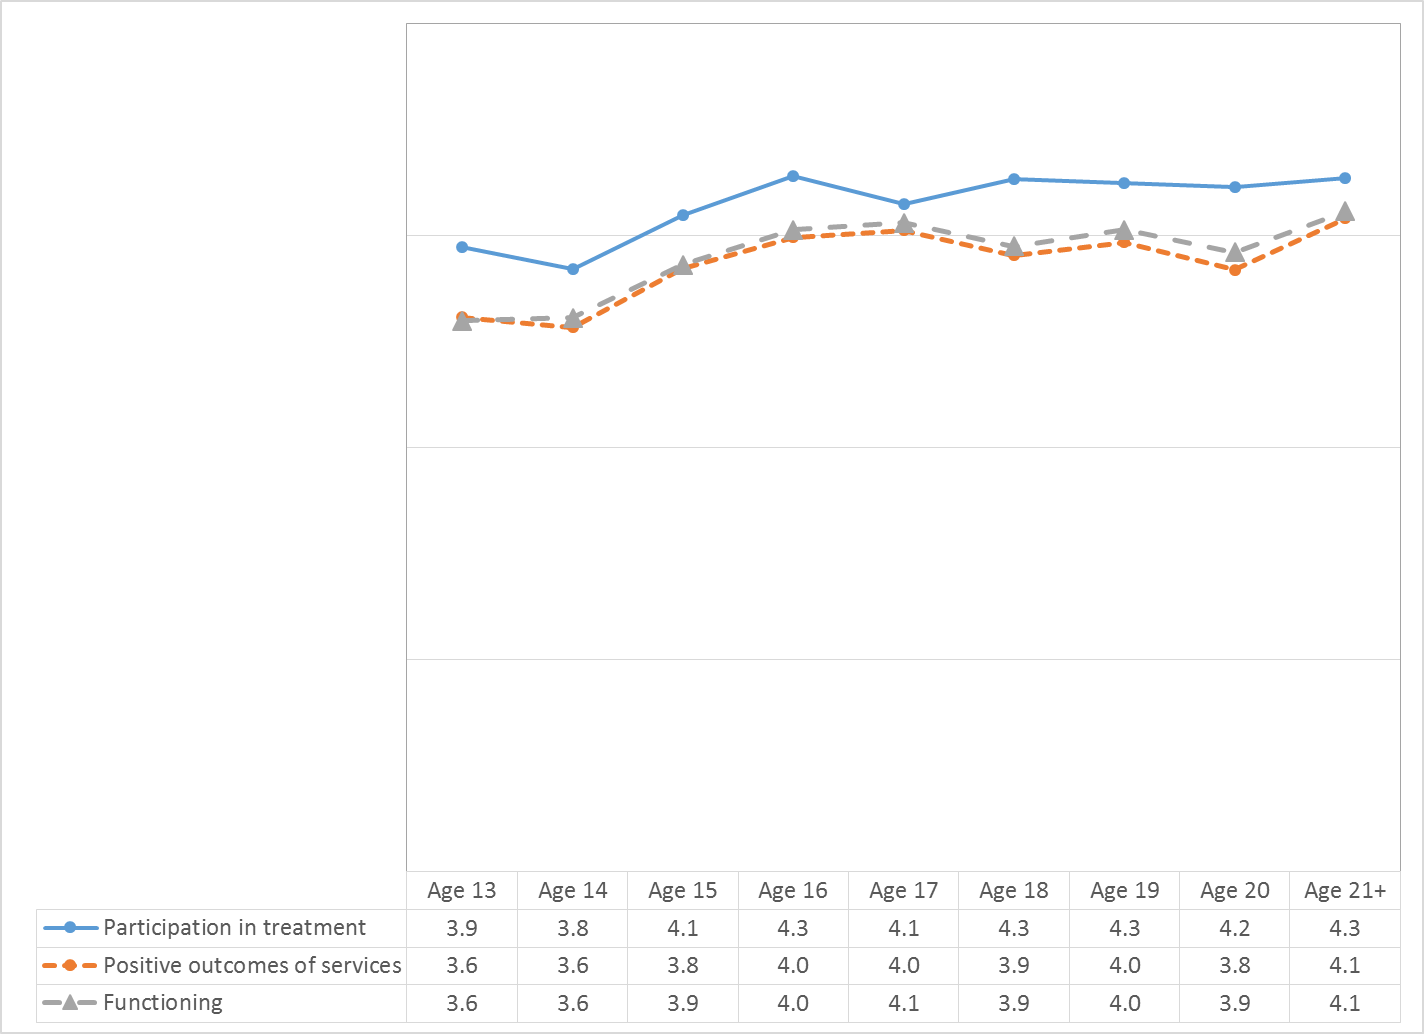 Age 13 Age 14 Age 15 Age 16 Age 17 Age 18 Age 19 Age 20 Age 21+
Participation in treatment 3.9 3.8 4.1 4.3 4.1 4.3 4.3 4.2 4.3
Positive outcomes of services 3.6 3.6 3.8 4.0 4.0 3.9 4.0 3.8 4.1
Functioning 3.6 3.6 3.9 4.0 4.1 3.9 4.0 3.9 4.1